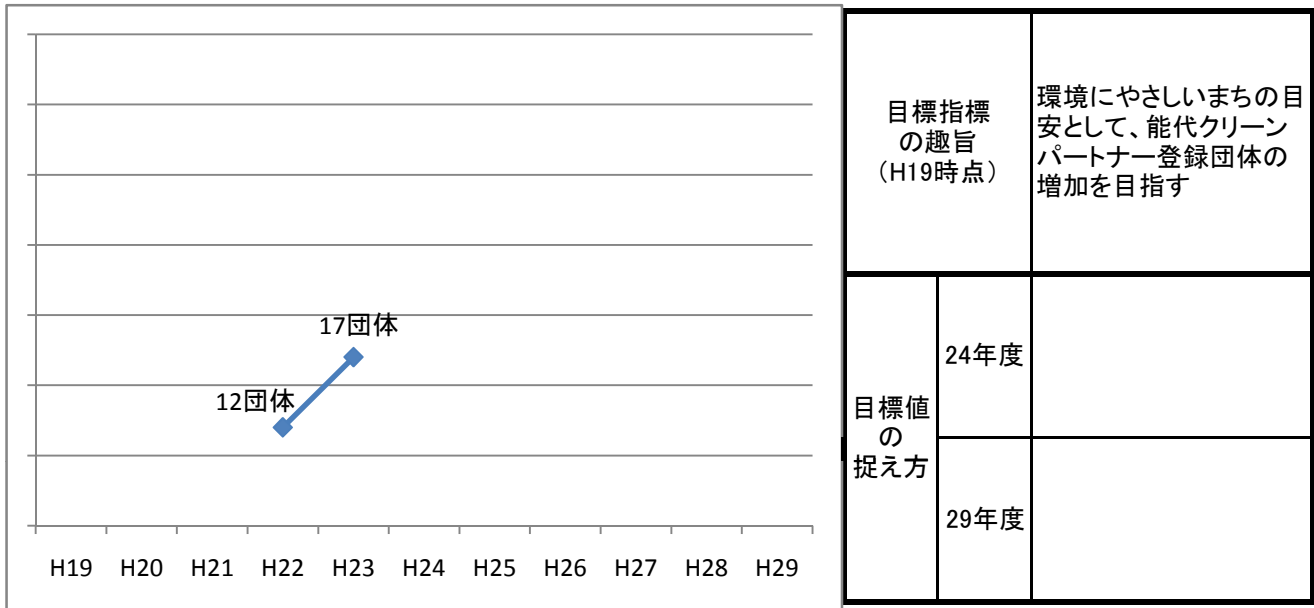 17団体
12団体
H19 H20 H21 H22 H23 H24 H25 H26 H27 H28 H29
目標指標
の趣旨
（H19時点）
環境にやさしいまちの目
安として、能代クリーン
パートナー登録団体の
増加を目指す
目標値
の
捉え方
24年度
29年度